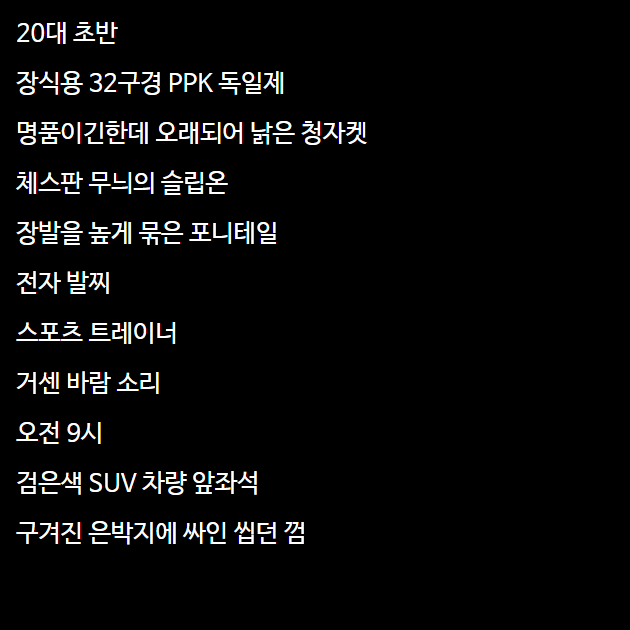 20대 초반
장식용 32구경 PPK 독일제
명품이긴한데 오래되어 낡은 청자켓
체스판 무늬의 슬립온
장발을 높게 묶은 포니테일
전자 발찌
스포츠 트레이너
거센 바람 소리
오전 9시
검은색 SUV 차량 앞좌석
구겨진 은박지에 싸인 씹던 껌